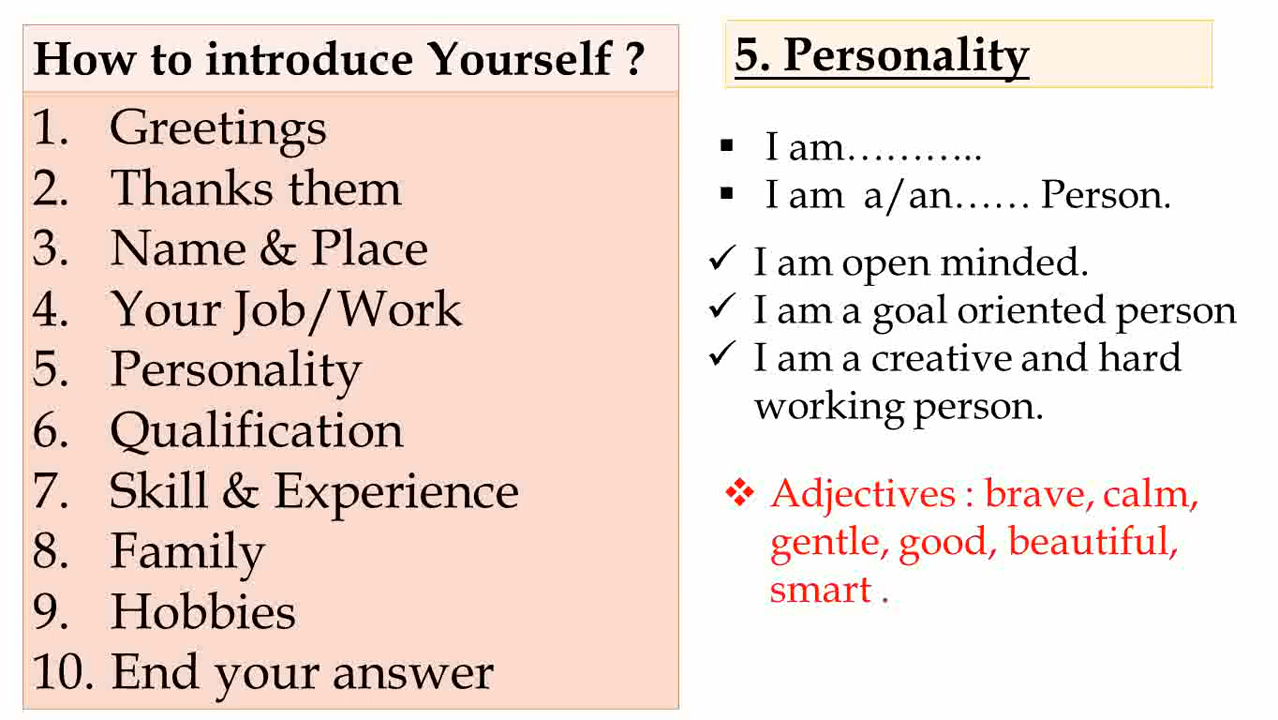 How to introduce Yourself ?
1. Greetings
2. Thanks them
3. Name & Place
4. Your Job/Work
5. Personality
6. Qualification
7. Skill & Experience
8. Family
9. Hobbies
10. End your answer
5. Personality
▪ I am………..
▪ I am a/an…… Person.
✓ I am open minded.
✓ I am a goal oriented person
✓ I am a creative and hard
working person.
❖ Adjectives : brave, calm,
gentle, good, beautiful,
smart .